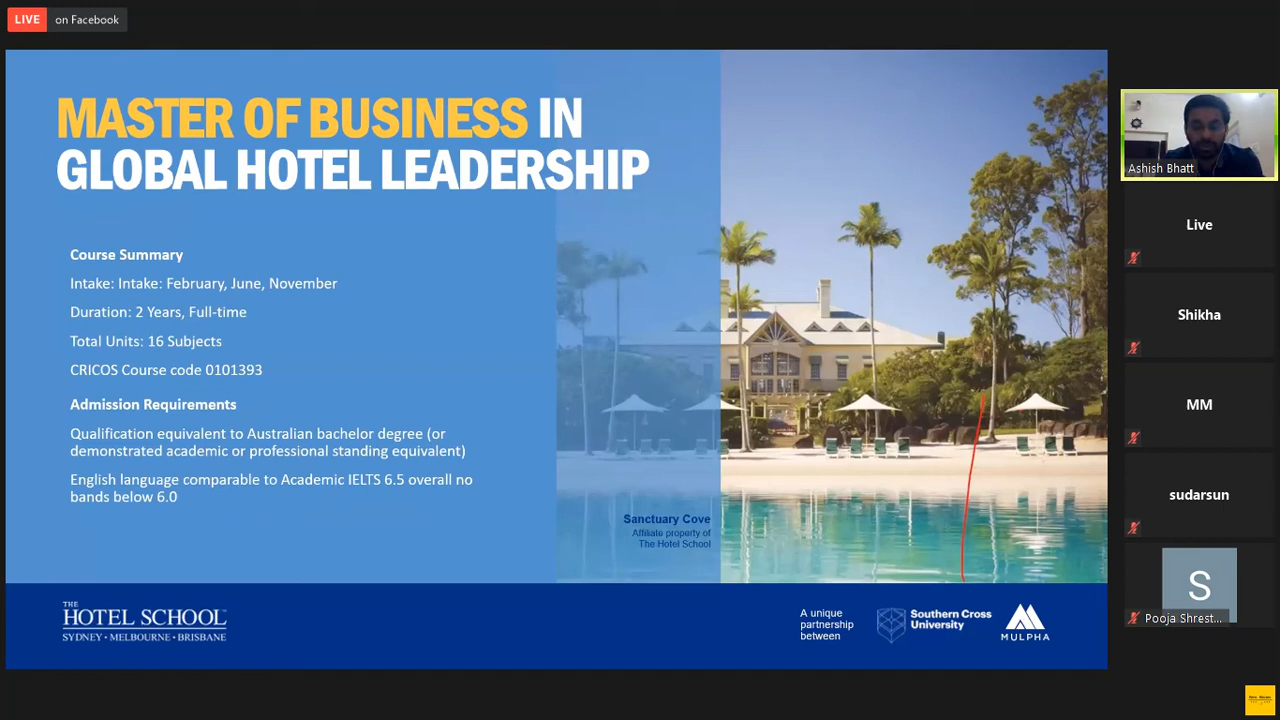 LIVE on Facebook
MASTER OF BUSINESS IN
GLOBAL HOTEL LEADERSHIP
Course Summary
Intake: Intake: February, June, November
Duration: 2 Years, Full-time
Total Units: 16 Subjects
CRICOS Course code 0101393
Admission Requirements
Qualification equivalent to Australian bachelor degree (or
demonstrated academic or professional standing equivalent)
English language comparable to Academic IELTS 6.5 overall no
bands below 6.0
Sanctuary Cove
Affiliate property of
The Hotel School
THE
HOTEL SCHOOL™
SYDNEY • MELBOURNE • BRISBANE
A unique
partnership
between
Southern Cross
University
MULPHA
Ashish Bhatt
Live
Shikha
MM
sudarsun
S
Pooja Shrest...